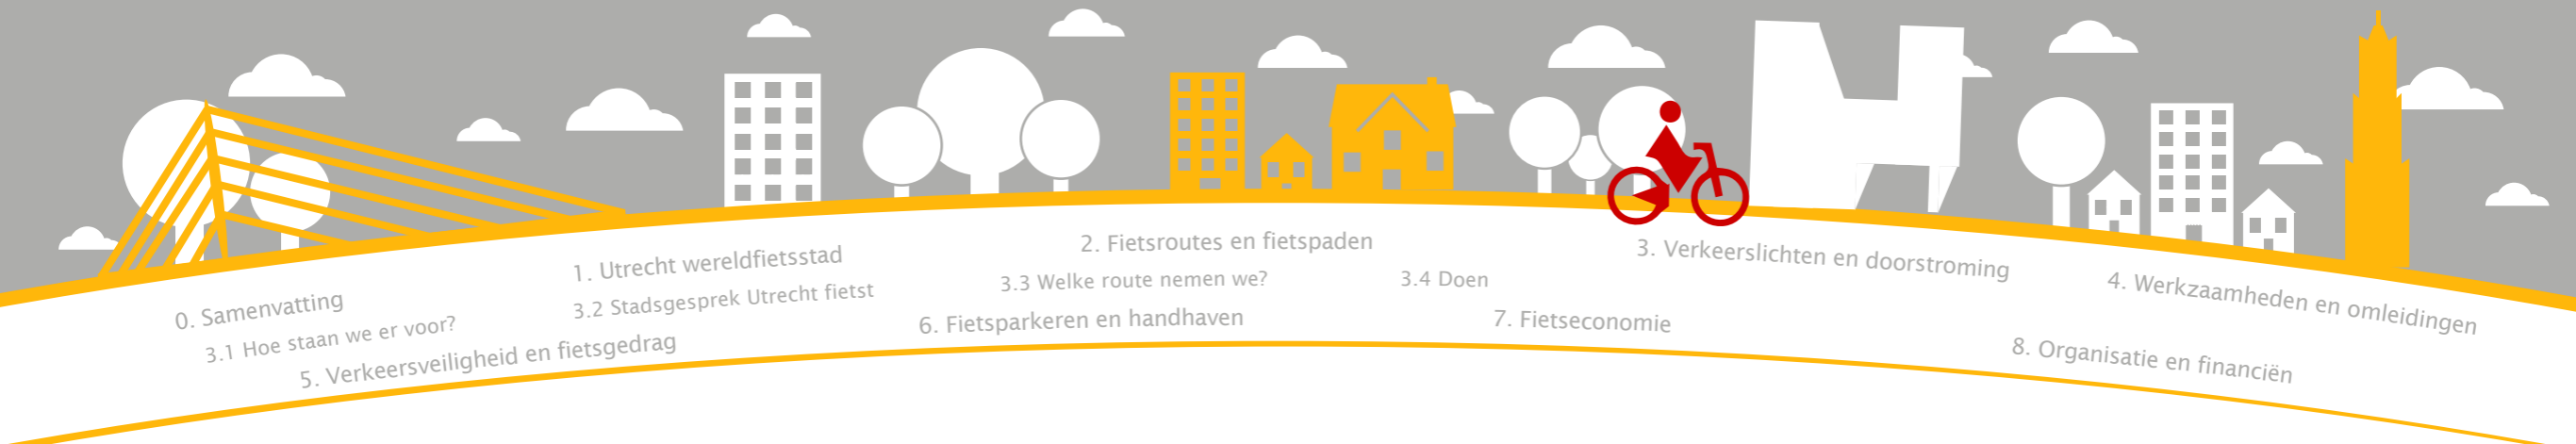 0. Samenvatting
1. Utrecht wereldfietsstad
2. Fietsroutes en fietspaden
3. Verkeerslichten en doorstroming
4. Werkzaamheden en omleidingen
3.1 Hoe staan we er voor?
3.2 Stadsgesprek Utrecht fietst
3.3 Welke route nemen we?
3.4 Doen
5. Verkeersveiligheid en fietsgedrag
6. Fietsparkeren en handhaven
7. Fietseconomie
8. Organisatie en financiën